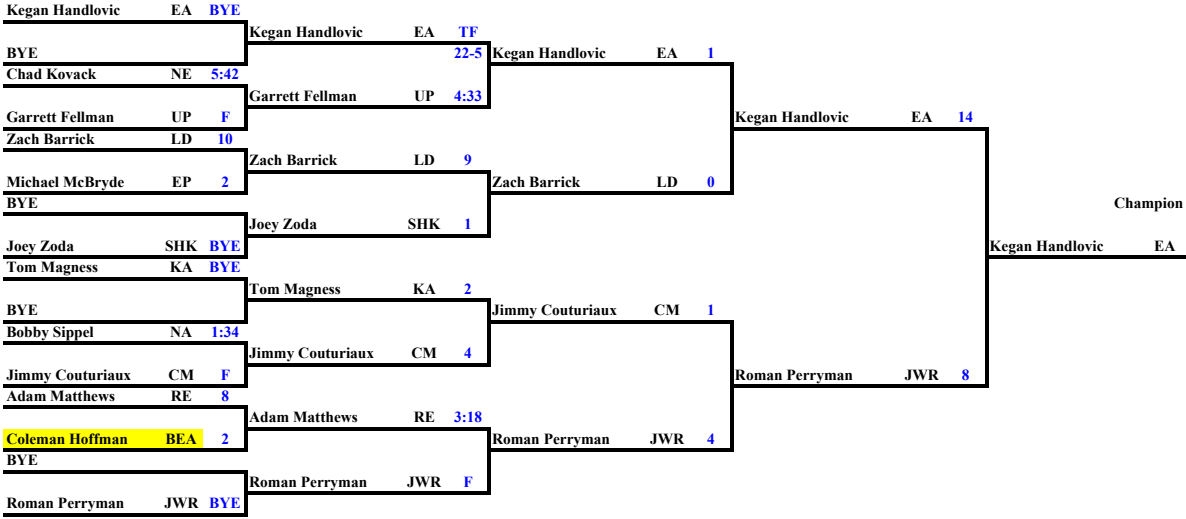 Kegan Handlovic EA BYE
Kegan Handlovic EA TF
BYE
22-5 Kegan Handlovic EA 1
Chad Kovack NE 5:42
Garrett Fellman UP 4:33
Garrett Fellman UP F
Kegan Handlovic EA 14
Zach Barrick LD 10
Zach Barrick LD 9
Michael McBryde EP 2
Zach Barrick LD 0
BYE
Champion
Joey Zoda SHK 1
Joey Zoda SHK BYE
Kegan Handlovic EA
Tom Magness KA BYE
Tom Magness KA 2
BYE
Jimmy Couturiaux CM 1
Bobby Sippel NA 1:34
Jimmy Couturiaux CM 4
Jimmy Couturiaux CM F
Roman Perryman JWR 8
Adam Matthews RE 8
Adam Matthews RE 3:18
Coleman Hoffman BEA 2
Roman Perryman JWR 4
BYE
Roman Perryman JWR F
Roman Perryman JWR BYE